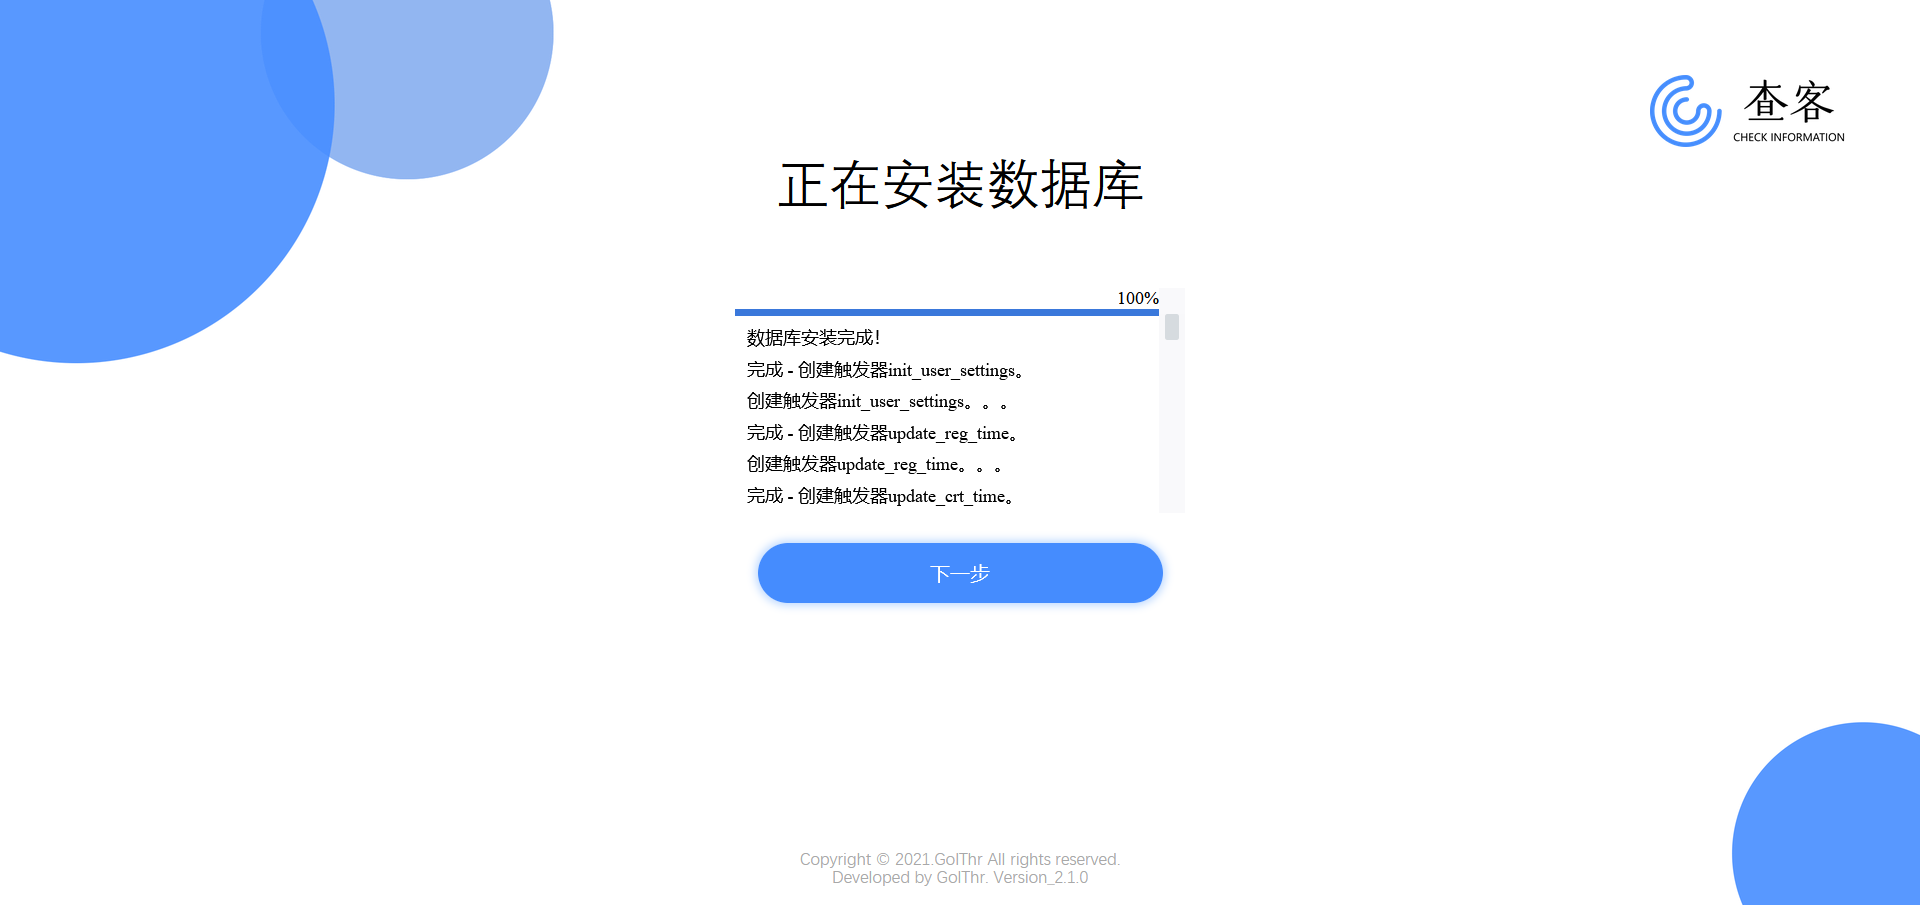 查客
CHECK INFORMATION
正在安装数据库
100%
数据库安装完成！
完成 - 创建触发器init_user_settings。
创建触发器init_user_settings。。。
完成 - 创建触发器update_reg_time。
创建触发器update_reg_time。。。
完成 - 创建触发器update_crt_time。
下一步
Copyright © 2021.GolThr All rights reserved.
Developed by GolThr. Version_2.1.0